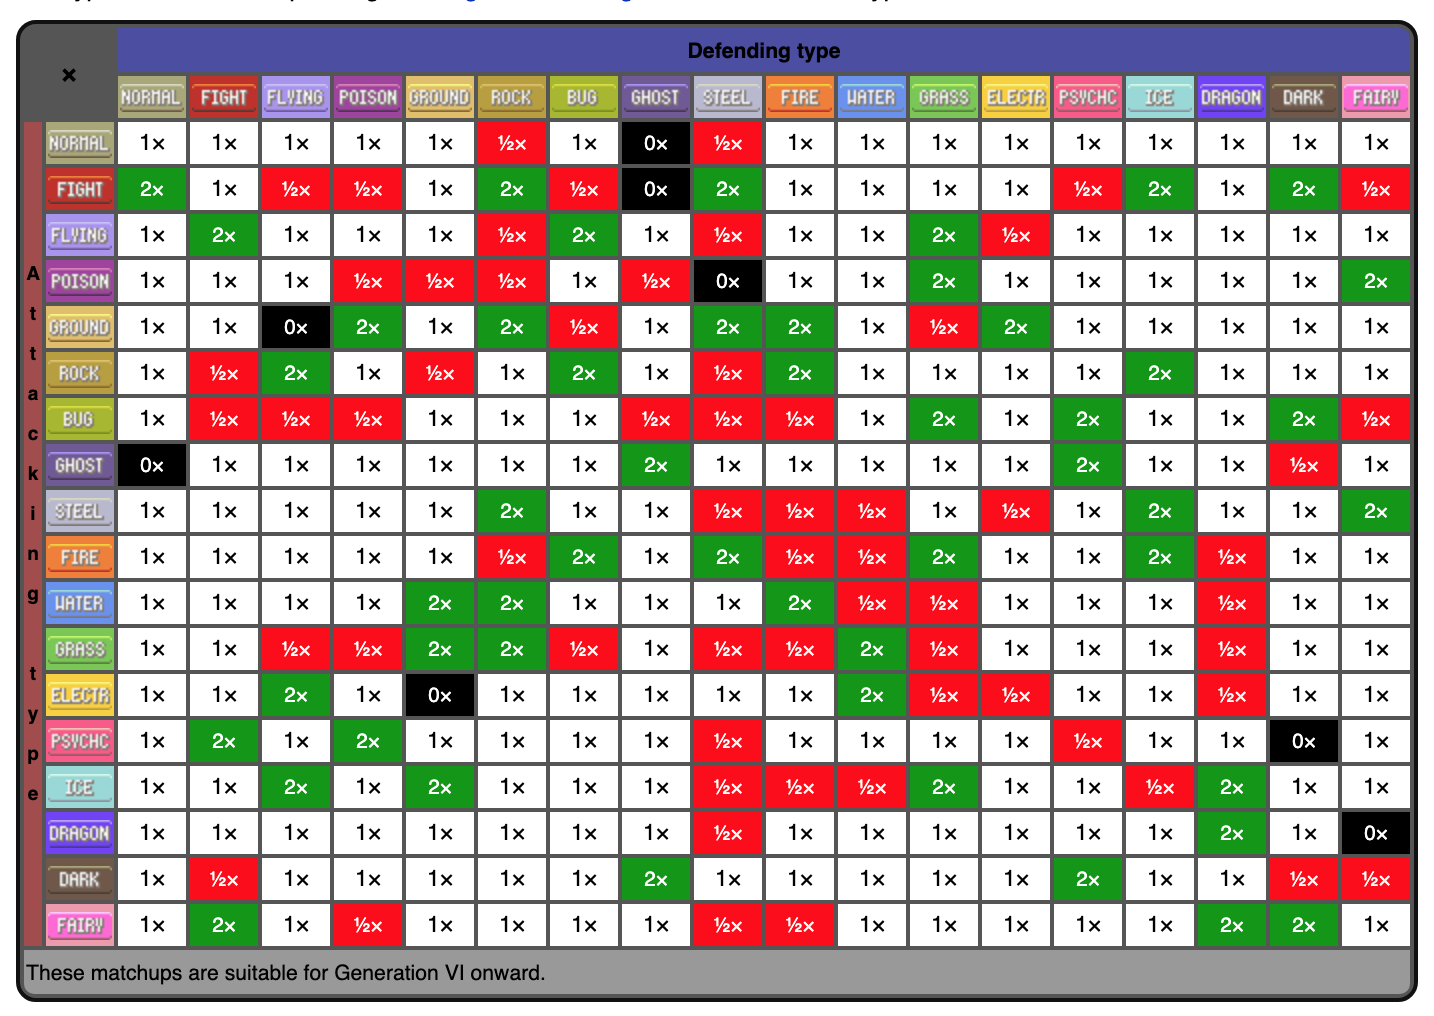 ×
Defending type
NORMAL FIGHT FLYING POISON GROUND ROCK BUG GHOST STEEL FIRE WATER GRASS ELECTR PSYCHC ICE DRAGON DARK FAIRY
Attacking type
NORMAL 1× 1× 1× 1× 1× ½× 1× 0× ½× 1× 1× 1× 1× 1× 1× 1× 1× 1×
FIGHT 2× 1× ½× ½× 1× 2× ½× 0× 2× 1× 1× 1× 1× ½× 2× 1× 2× ½×
FLYING 1× 2× 1× 1× 1× ½× 2× 1× ½× 1× 1× 2× ½× 1× 1× 1× 1× 1×
POISON 1× 1× 1× ½× ½× ½× 1× ½× 0× 1× 1× 2× 1× 1× 1× 1× 1× 2×
GROUND 1× 1× 0× 2× 1× 2× ½× 1× 2× 2× 1× ½× 2× 1× 1× 1× 1× 1×
ROCK 1× ½× 2× 1× ½× 1× 2× 1× ½× 2× 1× 1× 1× 1× 2× 1× 1× 1×
BUG 1× ½× ½× ½× 1× 1× 1× ½× ½× ½× 1× 2× 1× 2× 1× 1× 2× ½×
GHOST 0× 1× 1× 1× 1× 1× 1× 2× 1× 1× 1× 1× 1× 2× 1× 1× ½× 1×
STEEL 1× 1× 1× 1× 1× 2× 1× 1× ½× ½× ½× 1× ½× 1× 2× 1× 1× 2×
FIRE 1× 1× 1× 1× 1× ½× 2× 1× 2× ½× ½× 2× 1× 1× 2× ½× 1× 1×
WATER 1× 1× 1× 1× 2× 2× 1× 1× 1× 2× ½× ½× 1× 1× 1× ½× 1× 1×
GRASS 1× 1× ½× ½× 2× 2× ½× 1× ½× ½× 2× ½× 1× 1× 1× ½× 1× 1×
ELECTR 1× 1× 2× 1× 0× 1× 1× 1× 1× 1× 2× ½× ½× 1× 1× ½× 1× 1×
PSYCHC 1× 2× 1× 2× 1× 1× 1× 1× ½× 1× 1× 1× 1× ½× 1× 1× 0× 1×
ICE 1× 1× 2× 1× 2× 1× 1× 1× ½× ½× ½× 2× 1× 1× ½× 2× 1× 1×
DRAGON 1× 1× 1× 1× 1× 1× 1× 1× ½× 1× 1× 1× 1× 1× 1× 2× 1× 0×
DARK 1× ½× 1× 1× 1× 1× 1× 2× 1× 1× 1× 1× 1× 2× 1× 1× ½× ½×
FAIRY 1× 2× 1× ½× 1× 1× 1× 1× ½× ½× 1× 1× 1× 1× 1× 2× 2× 1×
These matchups are suitable for Generation VI onward.